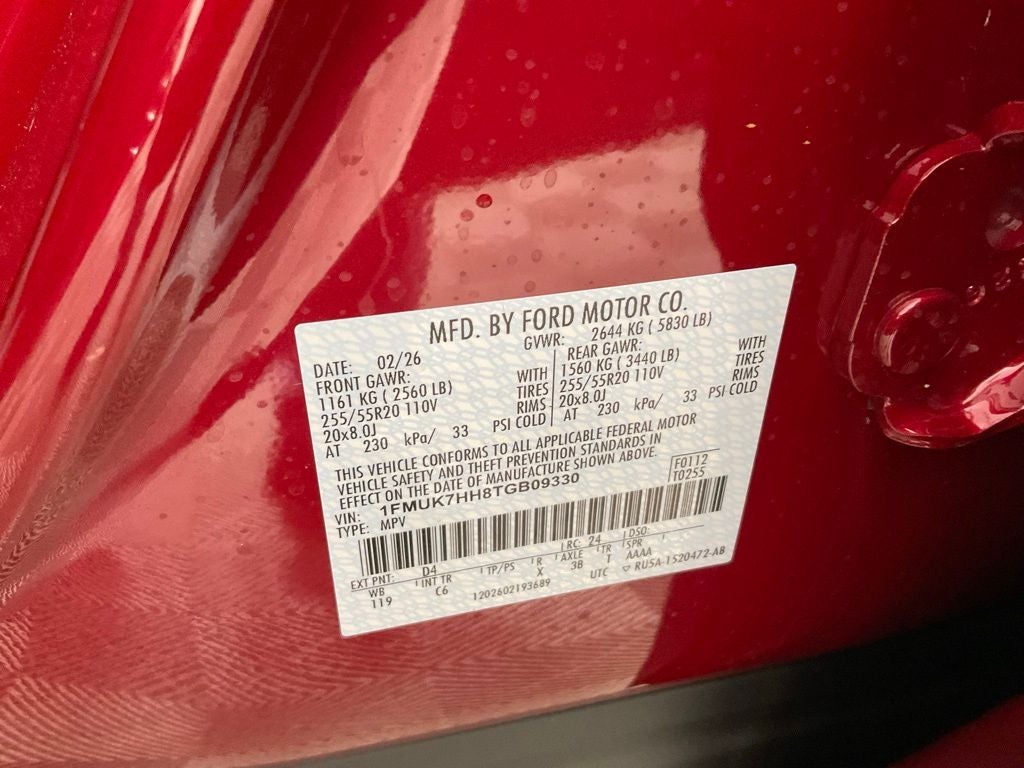 MFD. BY FORD MOTOR CO.
DATE: 02/26 GVWR: 2644 KG ( 5830 LB)
FRONT GAWR: REAR GAWR:
1161 KG ( 2560 LB) WITH 1560 KG ( 3440 LB) WITH
255/55R20 110V TIRES 255/55R20 110V TIRES
20x8.0J RIMS 20x8.0J RIMS
AT 230 kPa/ 33 PSI COLD AT 230 kPa/ 33 PSI COLD
THIS VEHICLE CONFORMS TO ALL APPLICABLE FEDERAL MOTOR
VEHICLE SAFETY AND THEFT PREVENTION STANDARDS IN
EFFECT ON THE DATE OF MANUFACTURE SHOWN ABOVE.
VIN: 1FMUK7HH8TGB09330 F0112
TYPE: MPV T0255
EXT PNT: D4 RC: 24 DSO:
WB INT TR TP/PS R AXLE TR SPR
119 C6 X 3B T AAAA
1202602193689 UTC ▽ RU5A-1520472-AB